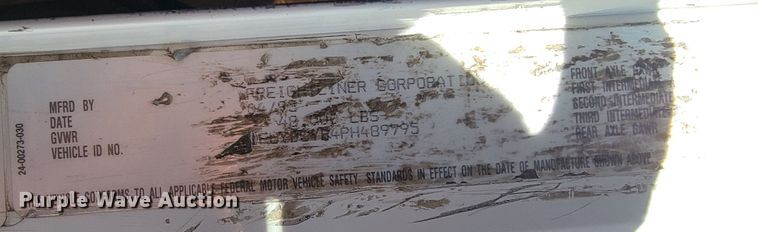 MFRD BY FREIGHTLINER CORPORATION
DATE
GVWR LBS
VEHICLE ID NO. 4PH489795
24-00273-030
FRONT AXLE
FIRST INTERMEDIATE
SECOND INTERMEDIATE
THIRD INTERMEDIATE
REAR AXLE GAWR
CONFORMS TO ALL APPLICABLE FEDERAL MOTOR VEHICLE SAFETY STANDARDS IN EFFECT ON THE DATE OF MANUFACTURE SHOWN ABOVE
Purple Wave Auction